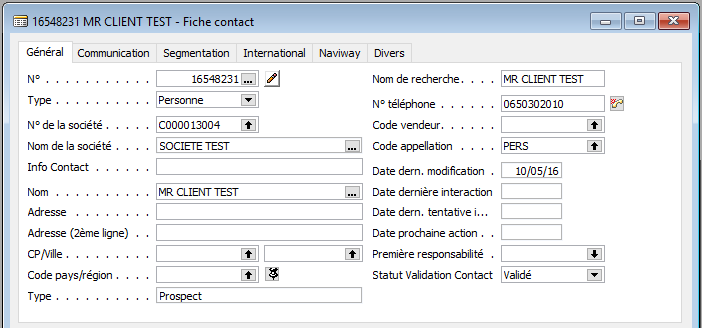 16548231 MR CLIENT TEST - Fiche contact
Général Communication Segmentation International Naviway Divers
N° . . . . . . . . . . . 16548231 ...
Type . . . . . . . . . . Personne
N° de la société . . . . . C000013004
Nom de la société . . . . SOCIETE TEST ...
Info Contact . . . . . . .
Nom . . . . . . . . . . MR CLIENT TEST ...
Adresse . . . . . . . . .
Adresse (2ème ligne) . .
CP/Ville . . . . . . . . .
Code pays/région . . . .
Type . . . . . . . . . . Prospect
Nom de recherche. . . . MR CLIENT TEST
N° téléphone . . . . . . 0650302010
Code vendeur. . . . . . .
Code appellation . . . . PERS
Date dern. modification . 10/05/16
Date dernière interaction
Date dern. tentative i...
Date prochaine action . .
Première responsabilité .
Statut Validation Contact Validé